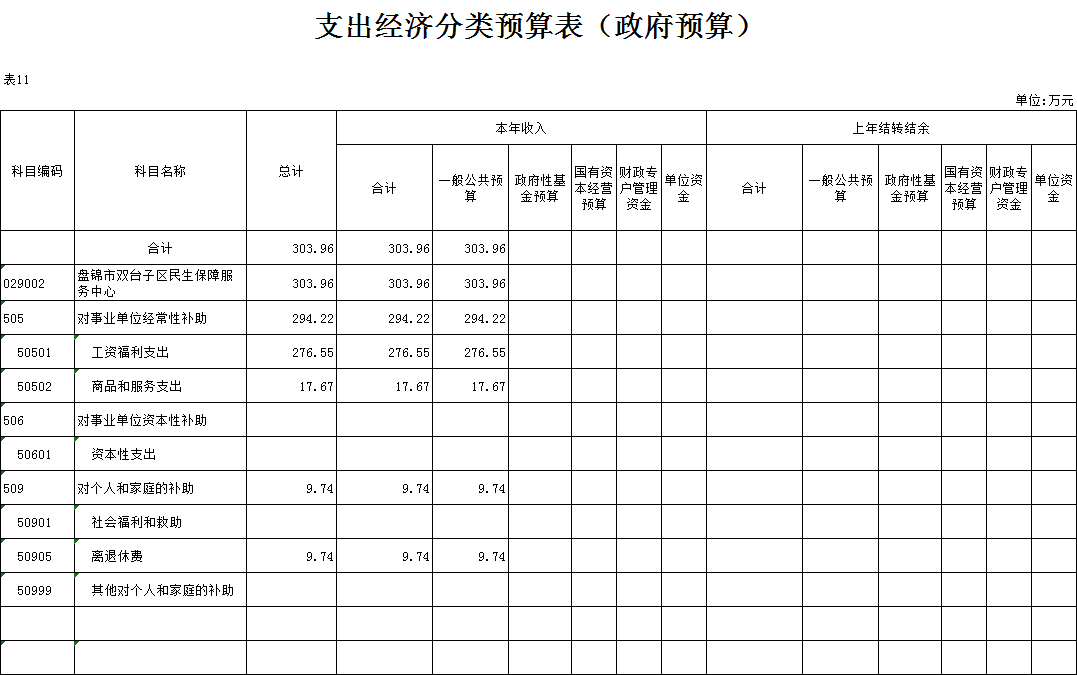 支出经济分类预算表（政府预算）
表11
单位:万元
科目编码 科目名称 总计 本年收入 上年结转结余
合计 一般公共预算 政府性基金预算 国有资本经营预算 财政专户管理资金 单位资金 合计 一般公共预算 政府性基金预算 国有资本经营预算 财政专户管理资金 单位资金
合计 303.96 303.96 303.96
029002 盘锦市双台子区民生保障服务中心 303.96 303.96 303.96
505 对事业单位经常性补助 294.22 294.22 294.22
50501 工资福利支出 276.55 276.55 276.55
50502 商品和服务支出 17.67 17.67 17.67
506 对事业单位资本性补助
50601 资本性支出
509 对个人和家庭的补助 9.74 9.74 9.74
50901 社会福利和救助
50905 离退休费 9.74 9.74 9.74
50999 其他对个人和家庭的补助